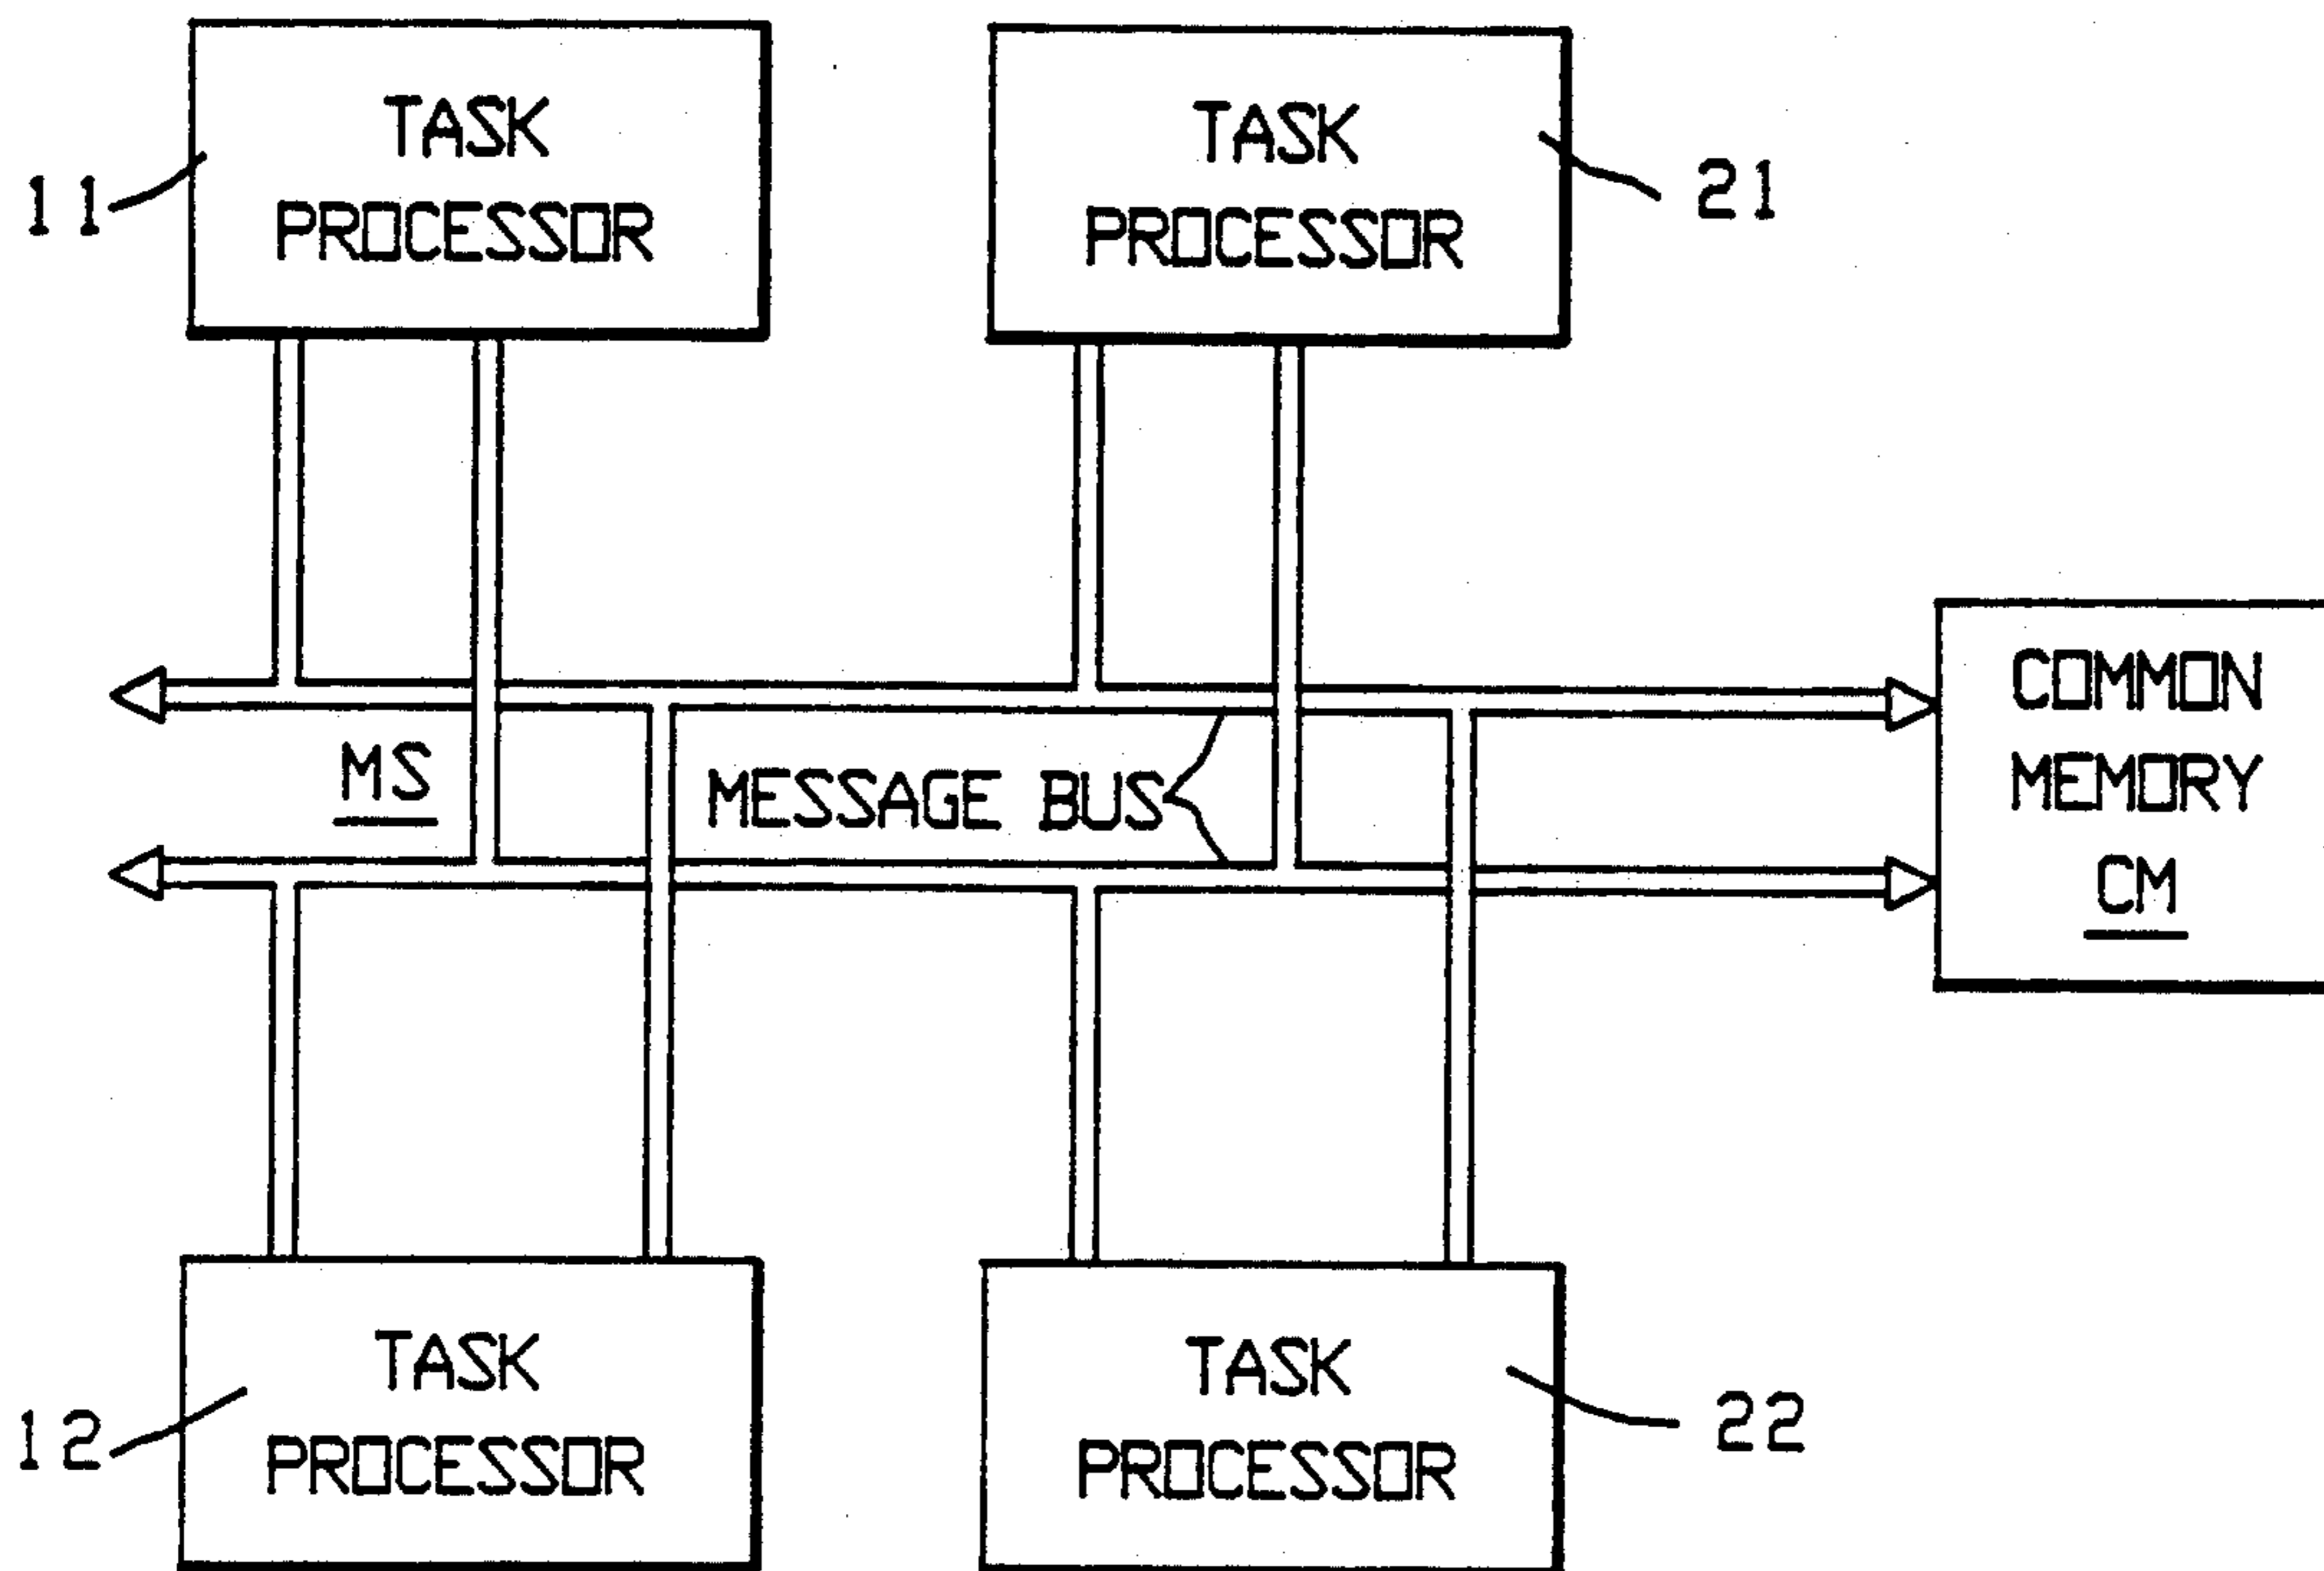 TASK
PROCESSOR
11
TASK
PROCESSOR
21
MS
MESSAGE BUS
COMMON
MEMORY
CM
TASK
PROCESSOR
12
TASK
PROCESSOR
22